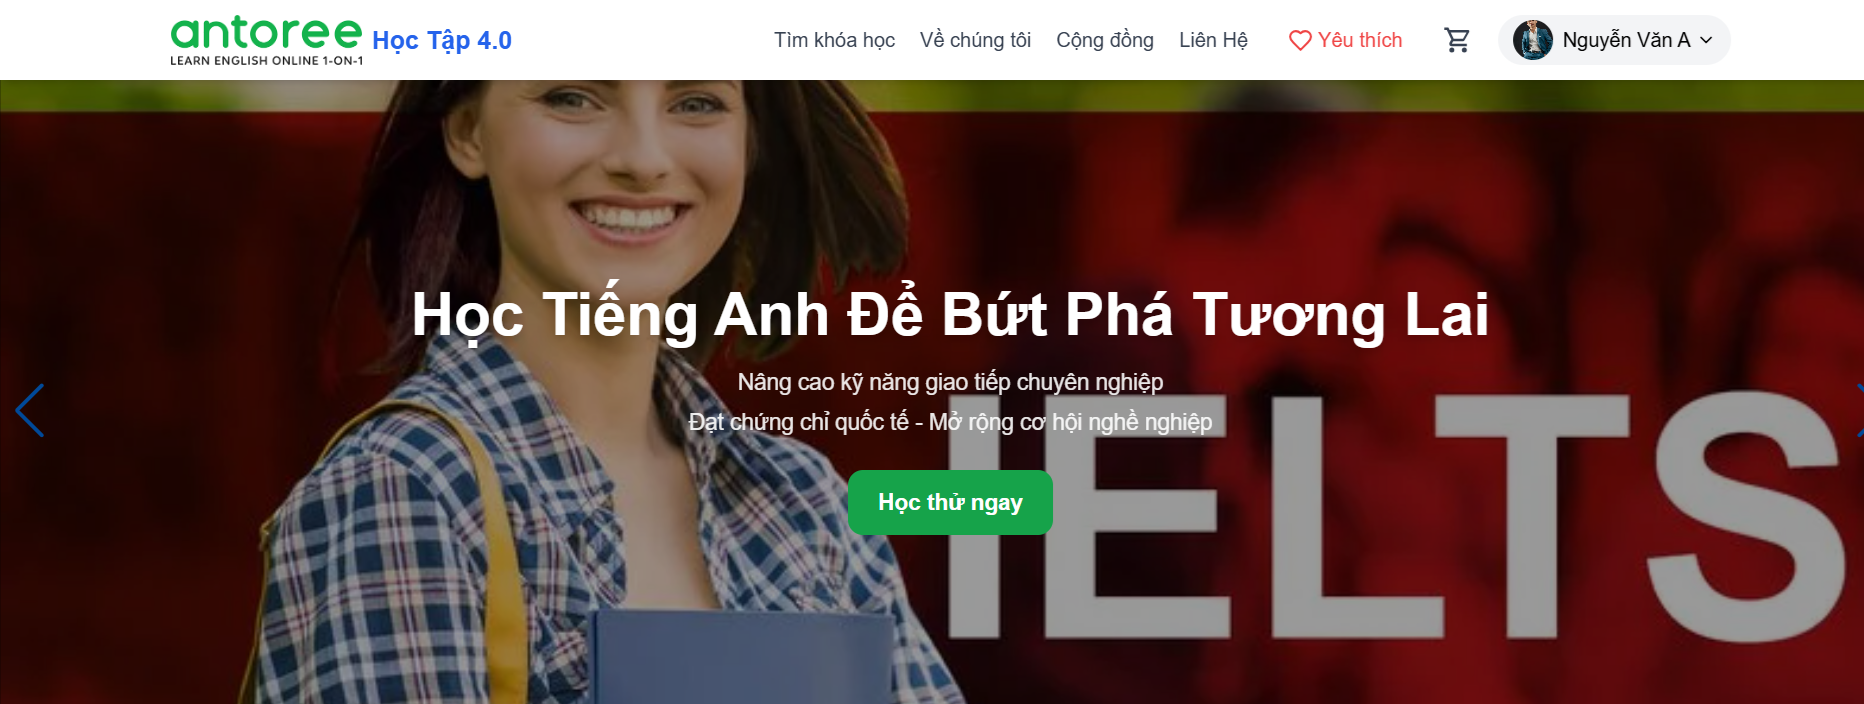 antoree
LEARN ENGLISH ONLINE 1-ON-1
Học Tập 4.0
Tìm khóa học
Về chúng tôi
Cộng đồng
Liên Hệ
Yêu thích
Nguyễn Văn A
Học Tiếng Anh Để Bứt Phá Tương Lai
Nâng cao kỹ năng giao tiếp chuyên nghiệp
Đạt chứng chỉ quốc tế - Mở rộng cơ hội nghề nghiệp
Học thử ngay
IELTS